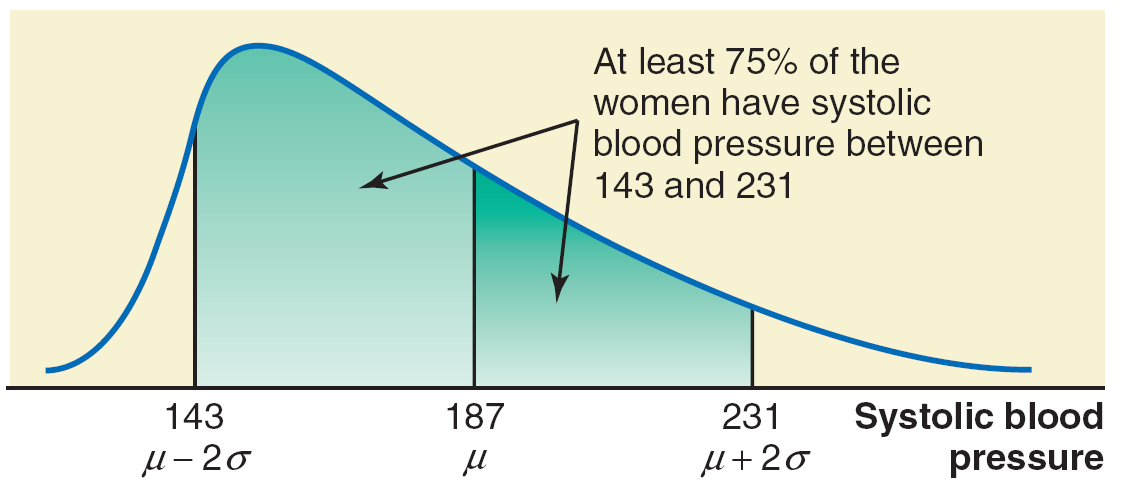 At least 75% of the
women have systolic
blood pressure between
143 and 231
143 187 231 Systolic blood
μ − 2σ μ μ + 2σ pressure